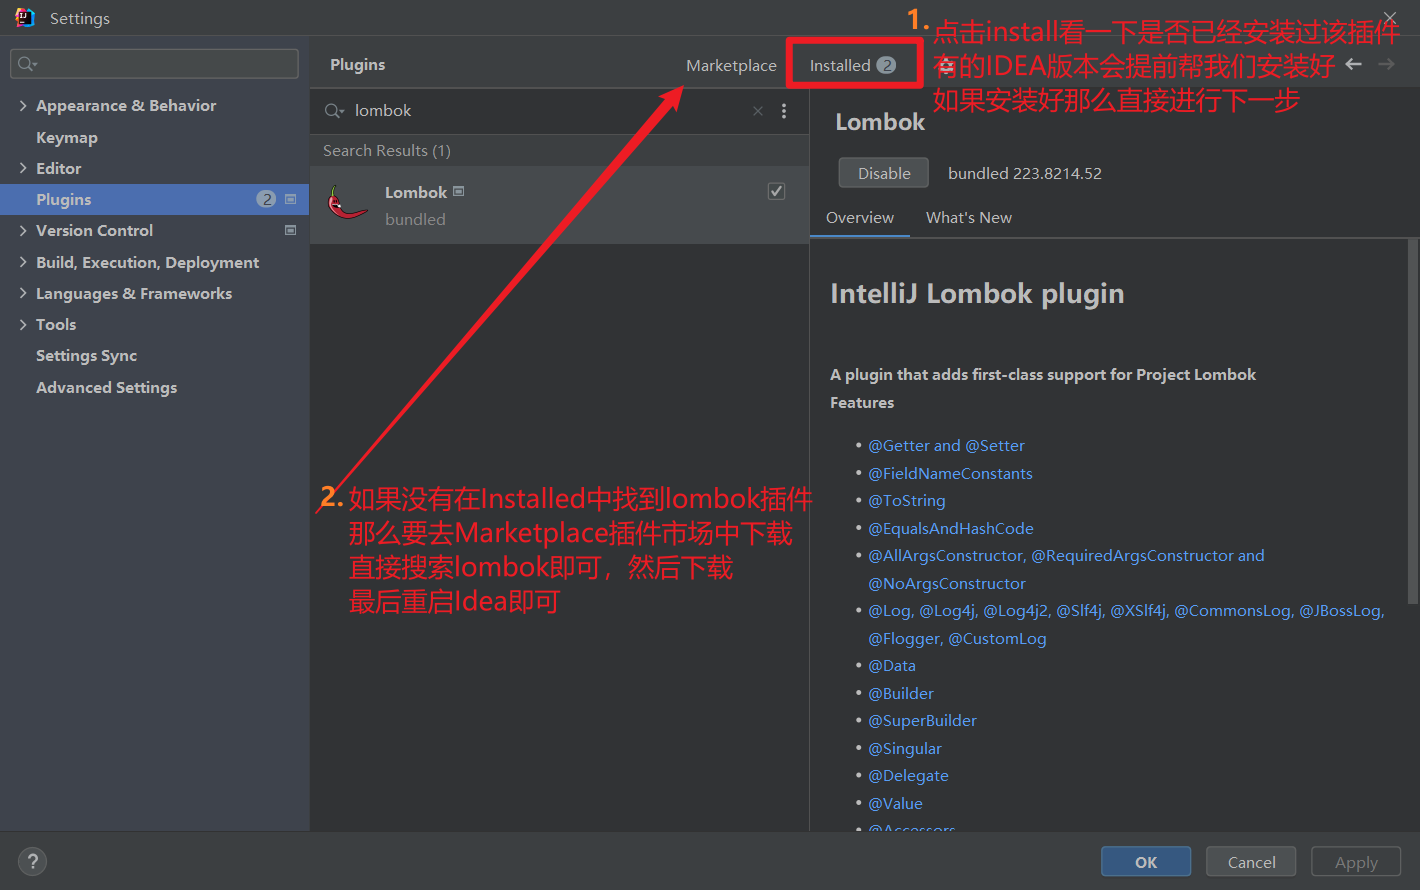 Settings
1.
点击install看一下是否已经安装过该插件
有的IDEA版本会提前帮我们安装好
如果安装好那么直接进行下一步
Plugins
Marketplace
Installed 2
Appearance & Behavior
Keymap
Editor
Plugins 2
Version Control
Build, Execution, Deployment
Languages & Frameworks
Tools
Settings Sync
Advanced Settings
lombok
Search Results (1)
Lombok
bundled
2.
如果没有在Installed中找到lombok插件
那么要去Marketplace插件市场中下载
直接搜索lombok即可，然后下载
最后重启Idea即可
Lombok
Disable bundled 223.8214.52
Overview What's New
IntelliJ Lombok plugin
A plugin that adds first-class support for Project Lombok
Features
• @Getter and @Setter
• @FieldNameConstants
• @ToString
• @EqualsAndHashCode
• @AllArgsConstructor, @RequiredArgsConstructor and
@NoArgsConstructor
• @Log, @Log4j, @Log4j2, @Slf4j, @XSlf4j, @CommonsLog, @JBossLog,
@Flogger, @CustomLog
• @Data
• @Builder
• @SuperBuilder
• @Singular
• @Delegate
• @Value
• @Accessors
?
OK Cancel Apply